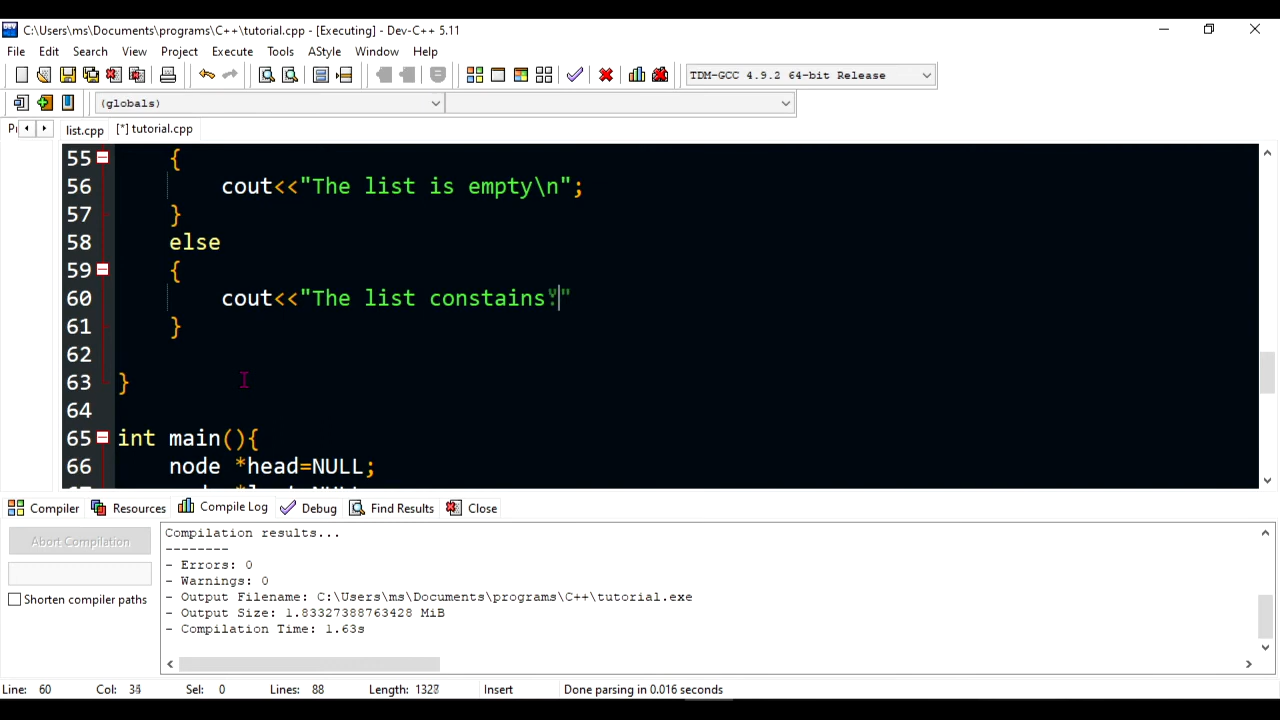 C:\Users\ms\Documents\programs\C++\tutorial.cpp - [Executing] - Dev-C++ 5.11
File Edit Search View Project Execute Tools AStyle Window Help
TDM-GCC 4.9.2 64-bit Release
(globals)
list.cpp [*] tutorial.cpp
55 {
56 cout<<"The list is empty\n";
57 }
58 else
59 {
60 cout<<"The list constains:"
61 }
62
63 }
64
65 int main(){
66 node *head=NULL;
Compiler Resources Compile Log Debug Find Results Close
Abort Compilation
Shorten compiler paths
Compilation results...
--------
- Errors: 0
- Warnings: 0
- Output Filename: C:\Users\ms\Documents\programs\C++\tutorial.exe
- Output Size: 1.83327388763428 MiB
- Compilation Time: 1.63s
Line: 60 Col: Sel: 0 Lines: 88 Length: Insert Done parsing in 0.016 seconds